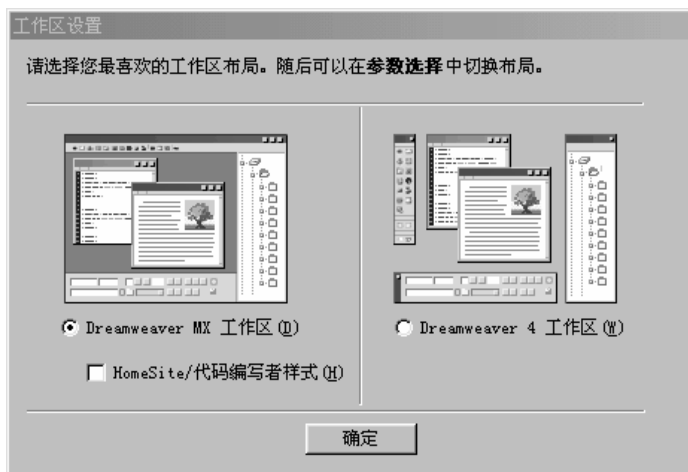 工作区设置
请选择您最喜欢的工作区布局。随后可以在参数选择中切换布局。
Dreamweaver MX 工作区(D)
Dreamweaver 4 工作区(W)
HomeSite/代码编写者样式(H)
确定